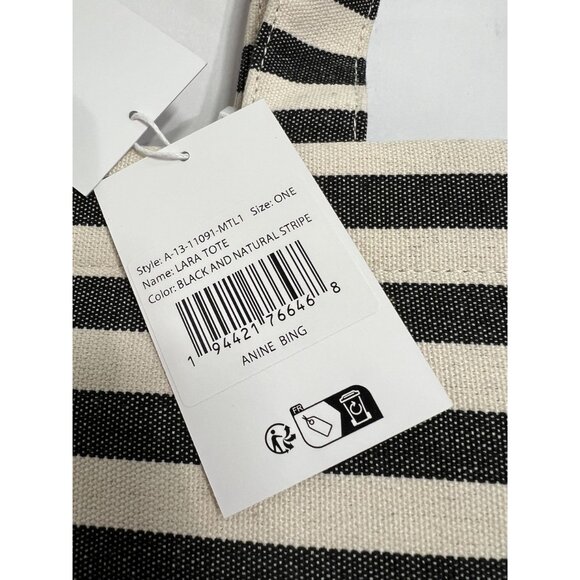 Style: A-13-11091-MTL1 Size: ONE
Name: LARA TOTE
Color: BLACK AND NATURAL STRIPE
1 94421 76646 8
ANINE BING
FR